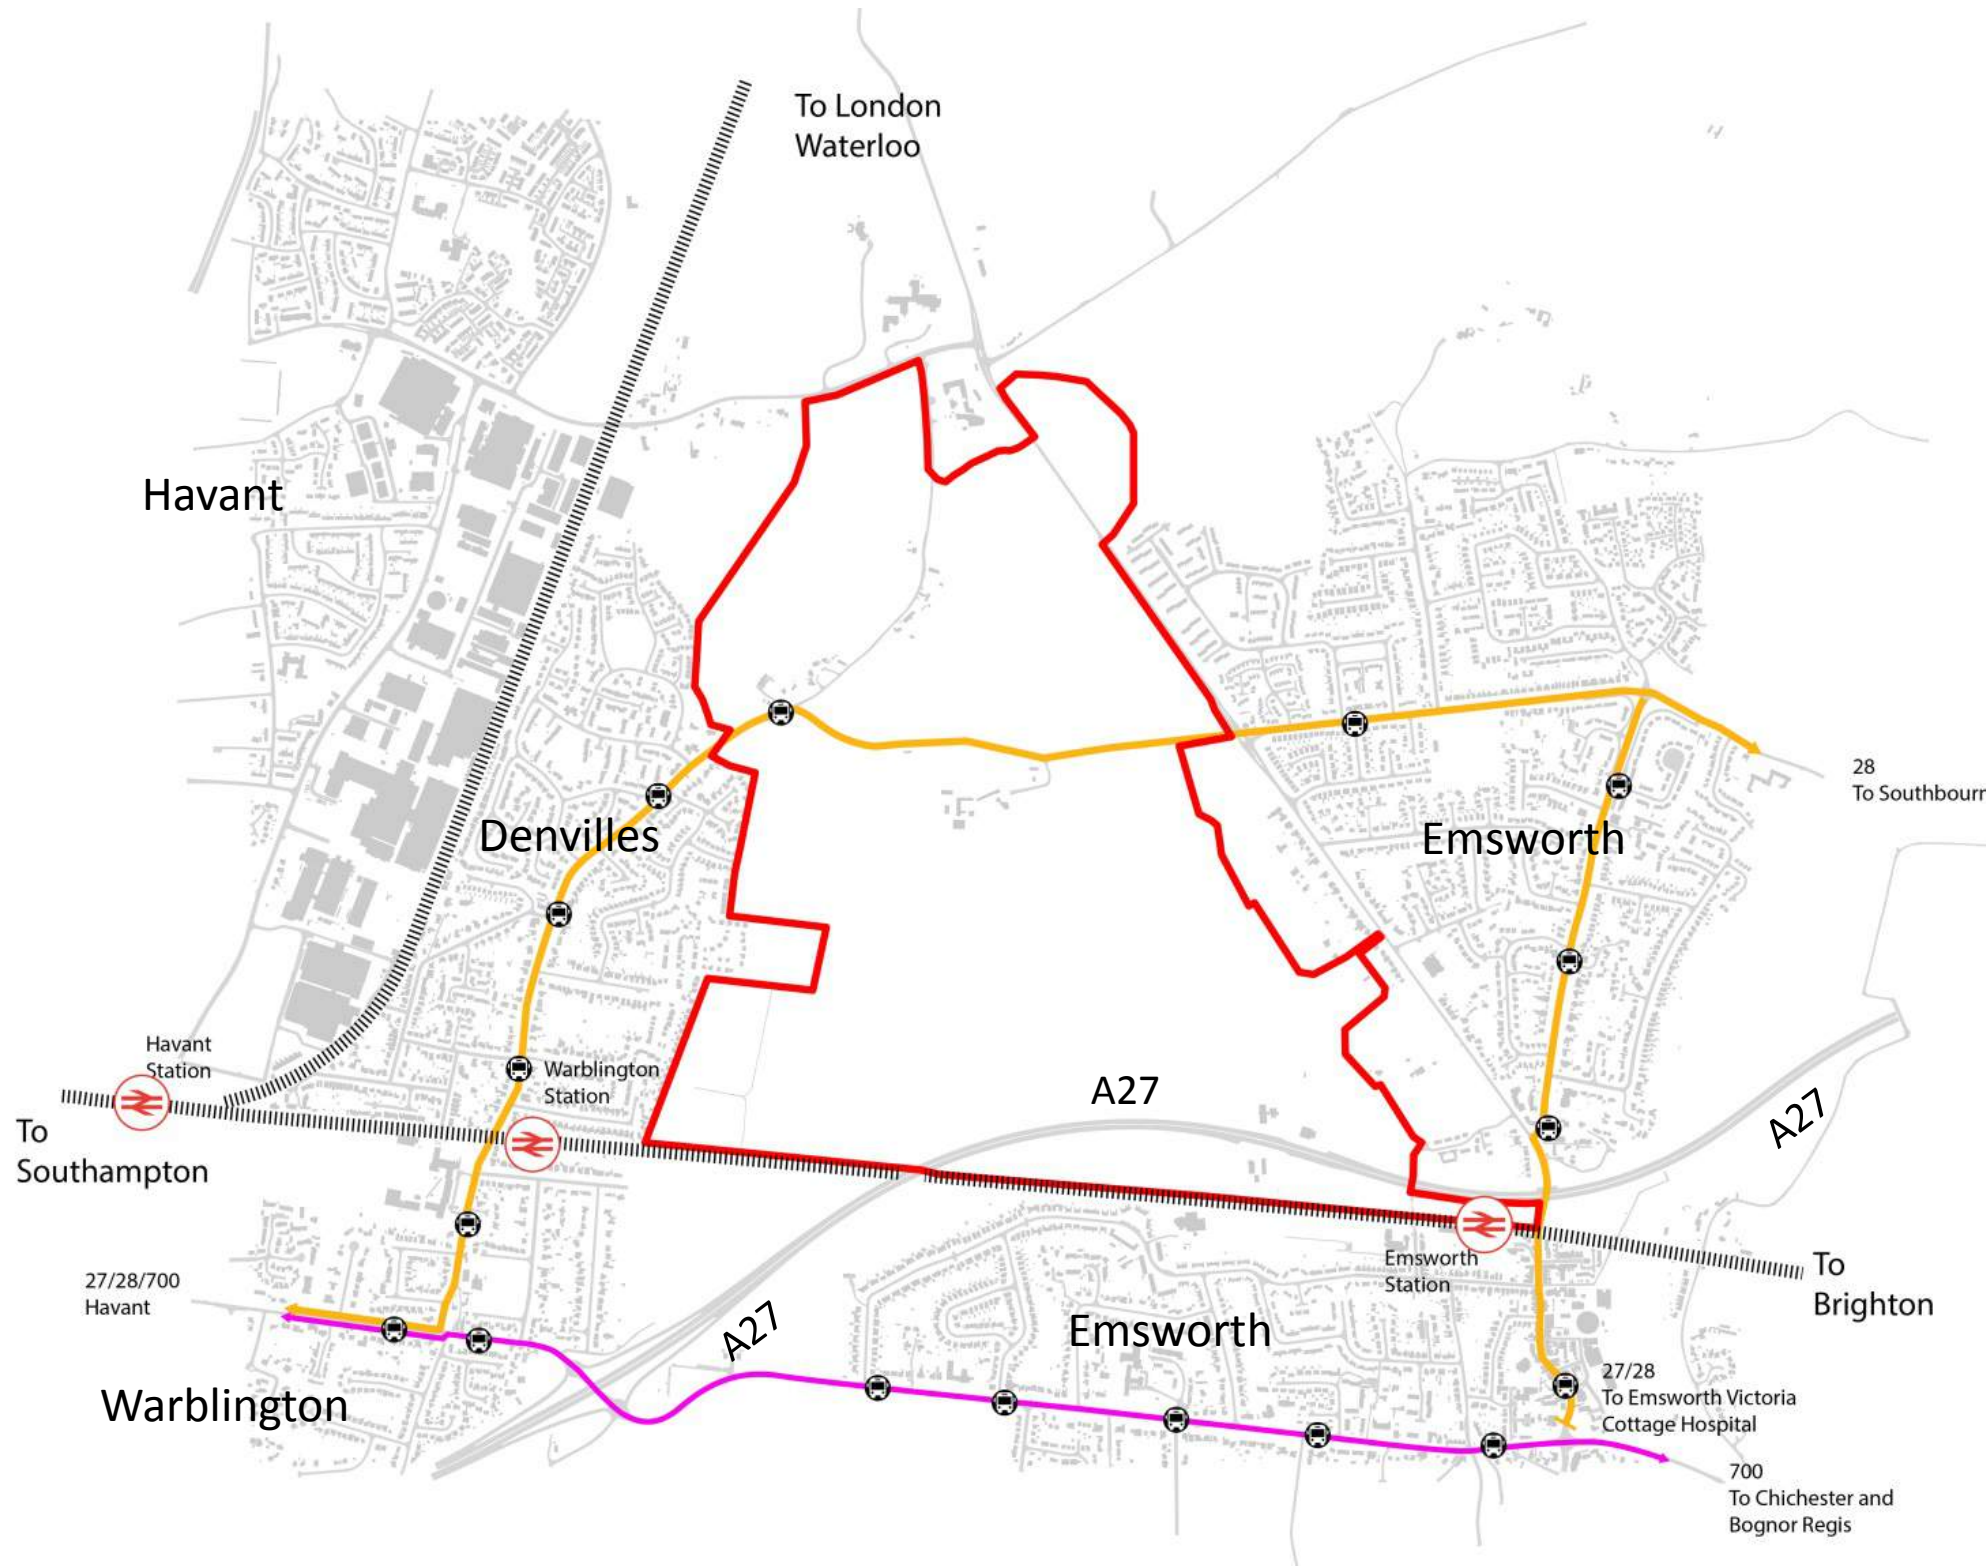 To London
Waterloo
Havant
28
To Southbourn
Denvilles
Emsworth
Havant
Station
Warblington
Station
A27
A27
To
Southampton
Emsworth
Station
To
Brighton
27/28/700
Havant
A27
Emsworth
Warblington
27/28
To Emsworth Victoria
Cottage Hospital
700
To Chichester and
Bognor Regis